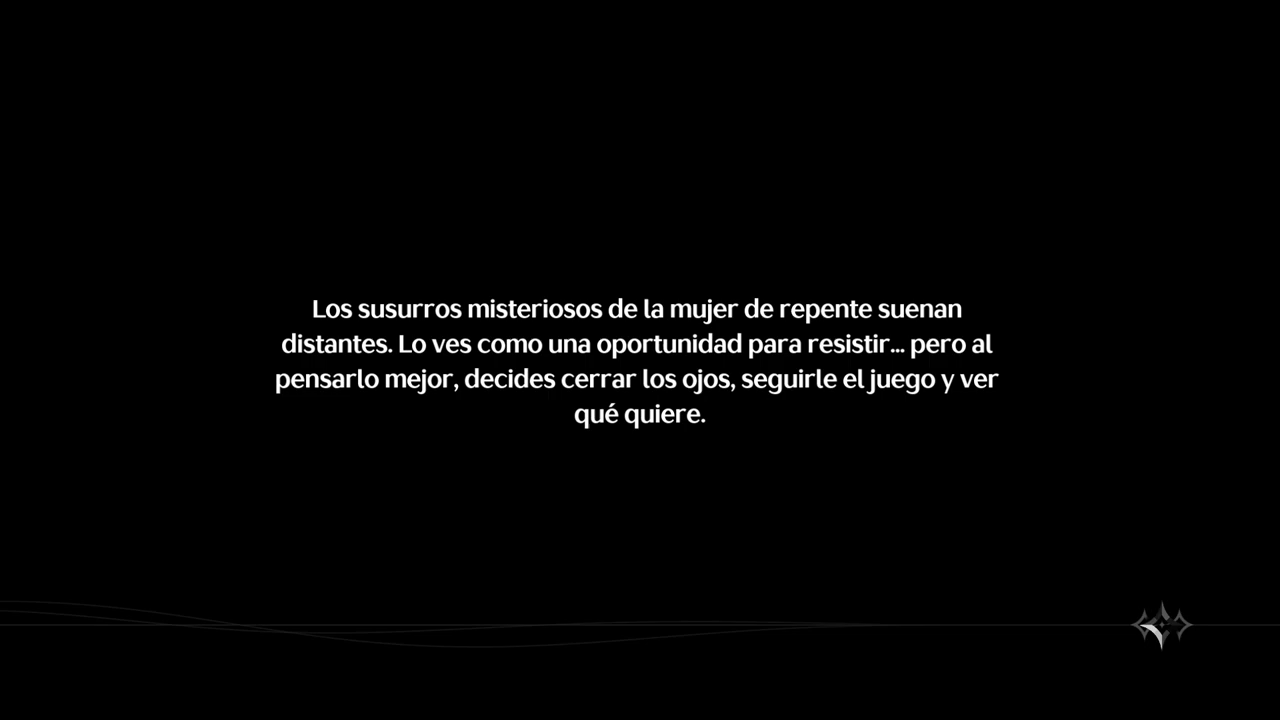 Los susurros misteriosos de la mujer de repente suenan
distantes. Lo ves como una oportunidad para resistir... pero al
pensarlo mejor, decides cerrar los ojos, seguirle el juego y ver
qué quiere.